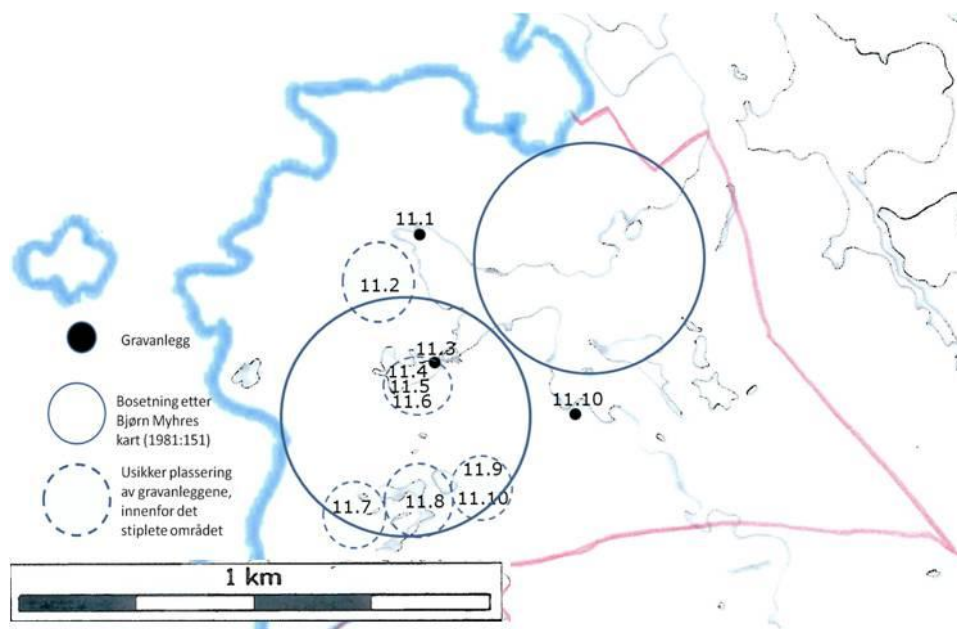 11.1
11.2
11.3
11.4
11.5
11.6
11.10
11.9
11.10
11.8
11.7
Gravanlegg
Bosetning etter
Bjørn Myhres
kart (1981:151)
Usikker plassering
av gravanleggene,
innenfor det
stiplete området
1 km